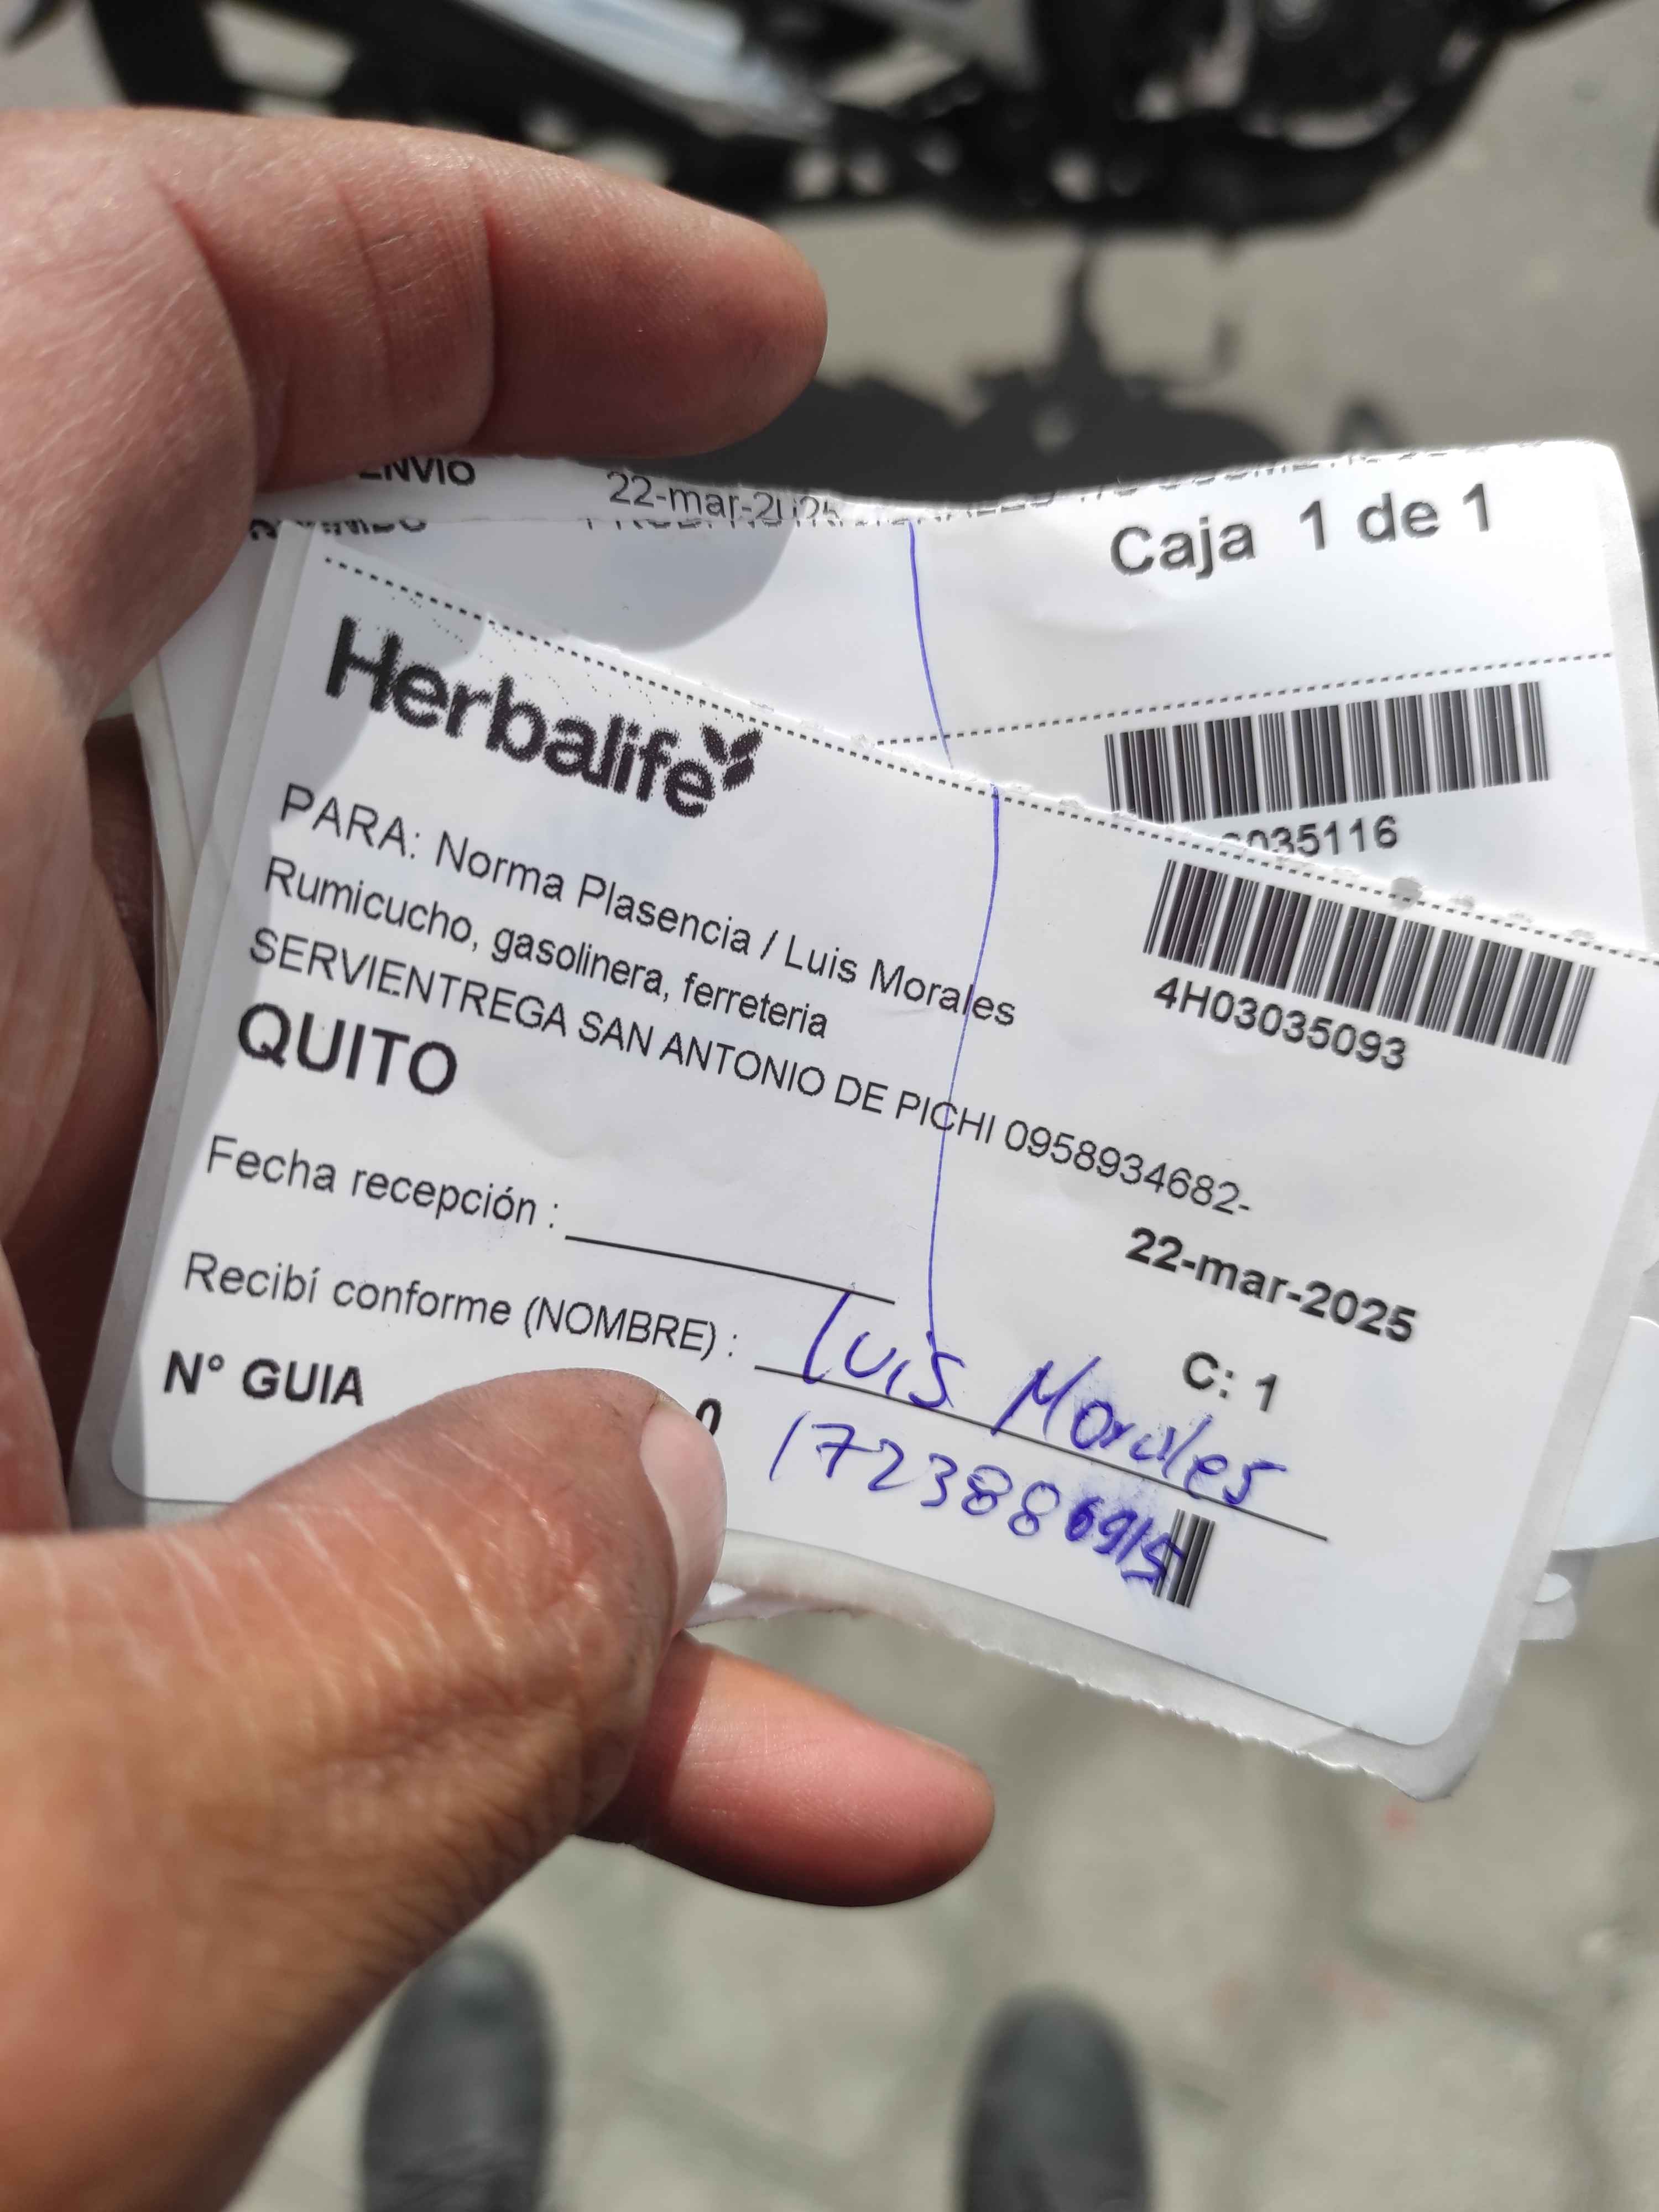 ENVIO 22-mar-2025
Caja 1 de 1
035116
Herbalife
PARA: Norma Plasencia / Luis Morales
Rumicucho, gasolinera, ferreteria
SERVIENTREGA SAN ANTONIO DE PICHI 0958934682-
QUITO
4H03035093
22-mar-2025
Fecha recepción :
C: 1
Recibí conforme (NOMBRE) : Luis Morales
N° GUIA 0